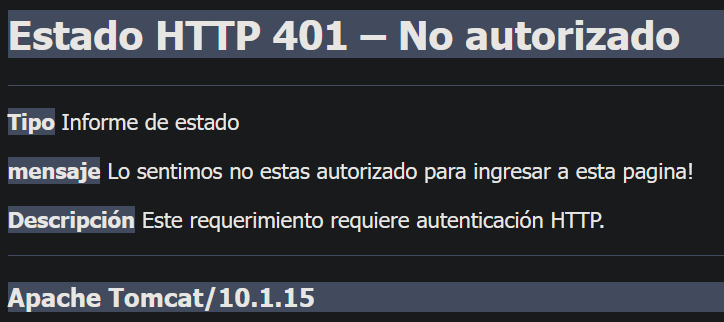 Estado HTTP 401 – No autorizado
Tipo Informe de estado
mensaje Lo sentimos no estas autorizado para ingresar a esta pagina!
Descripción Este requerimiento requiere autenticación HTTP.
Apache Tomcat/10.1.15